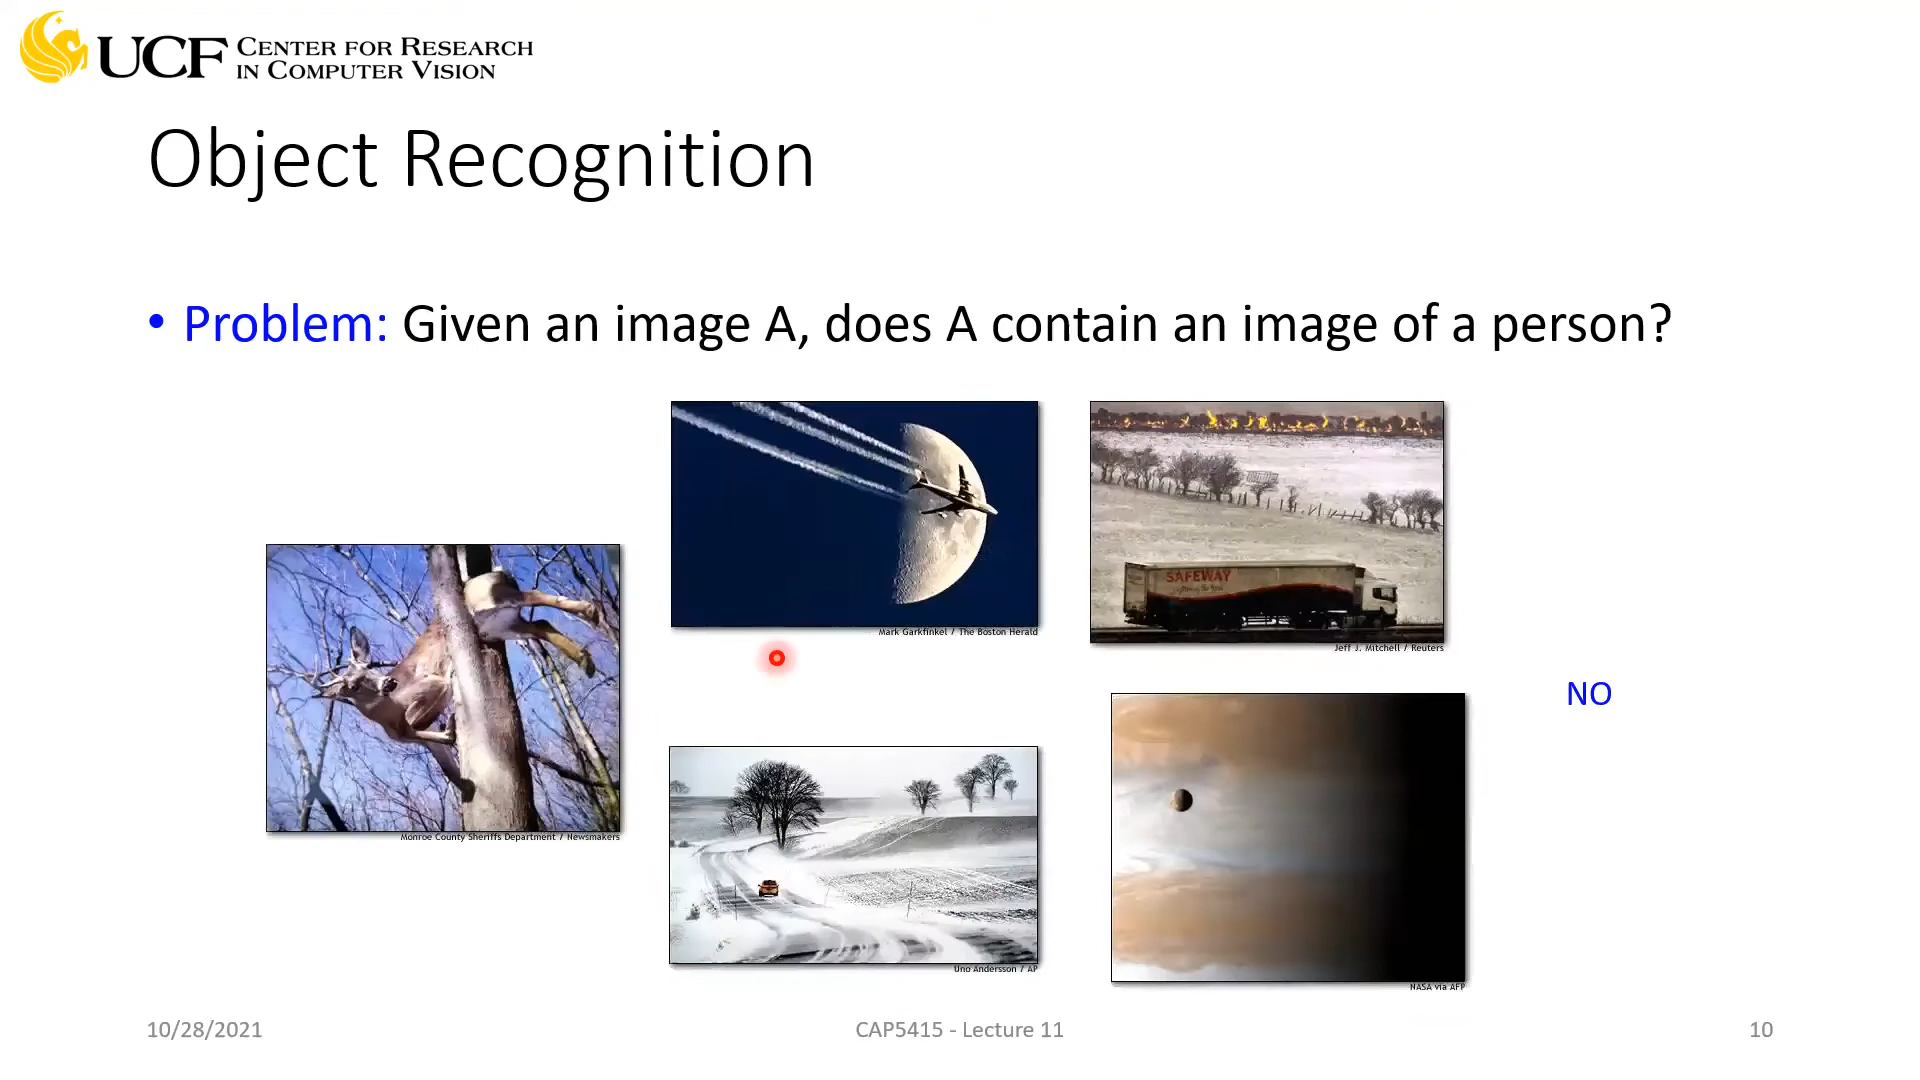 UCF CENTER FOR RESEARCH
IN COMPUTER VISION
Object Recognition
• Problem: Given an image A, does A contain an image of a person?
Mark Garkfinkel / The Boston Herald
SAFEWAY
Jeff J. Mitchell / Reuters
NO
Monroe County Sheriffs Department / Newsmakers
Uno Andersson / AP
NASA via AFP
10/28/2021
CAP5415 - Lecture 11
10